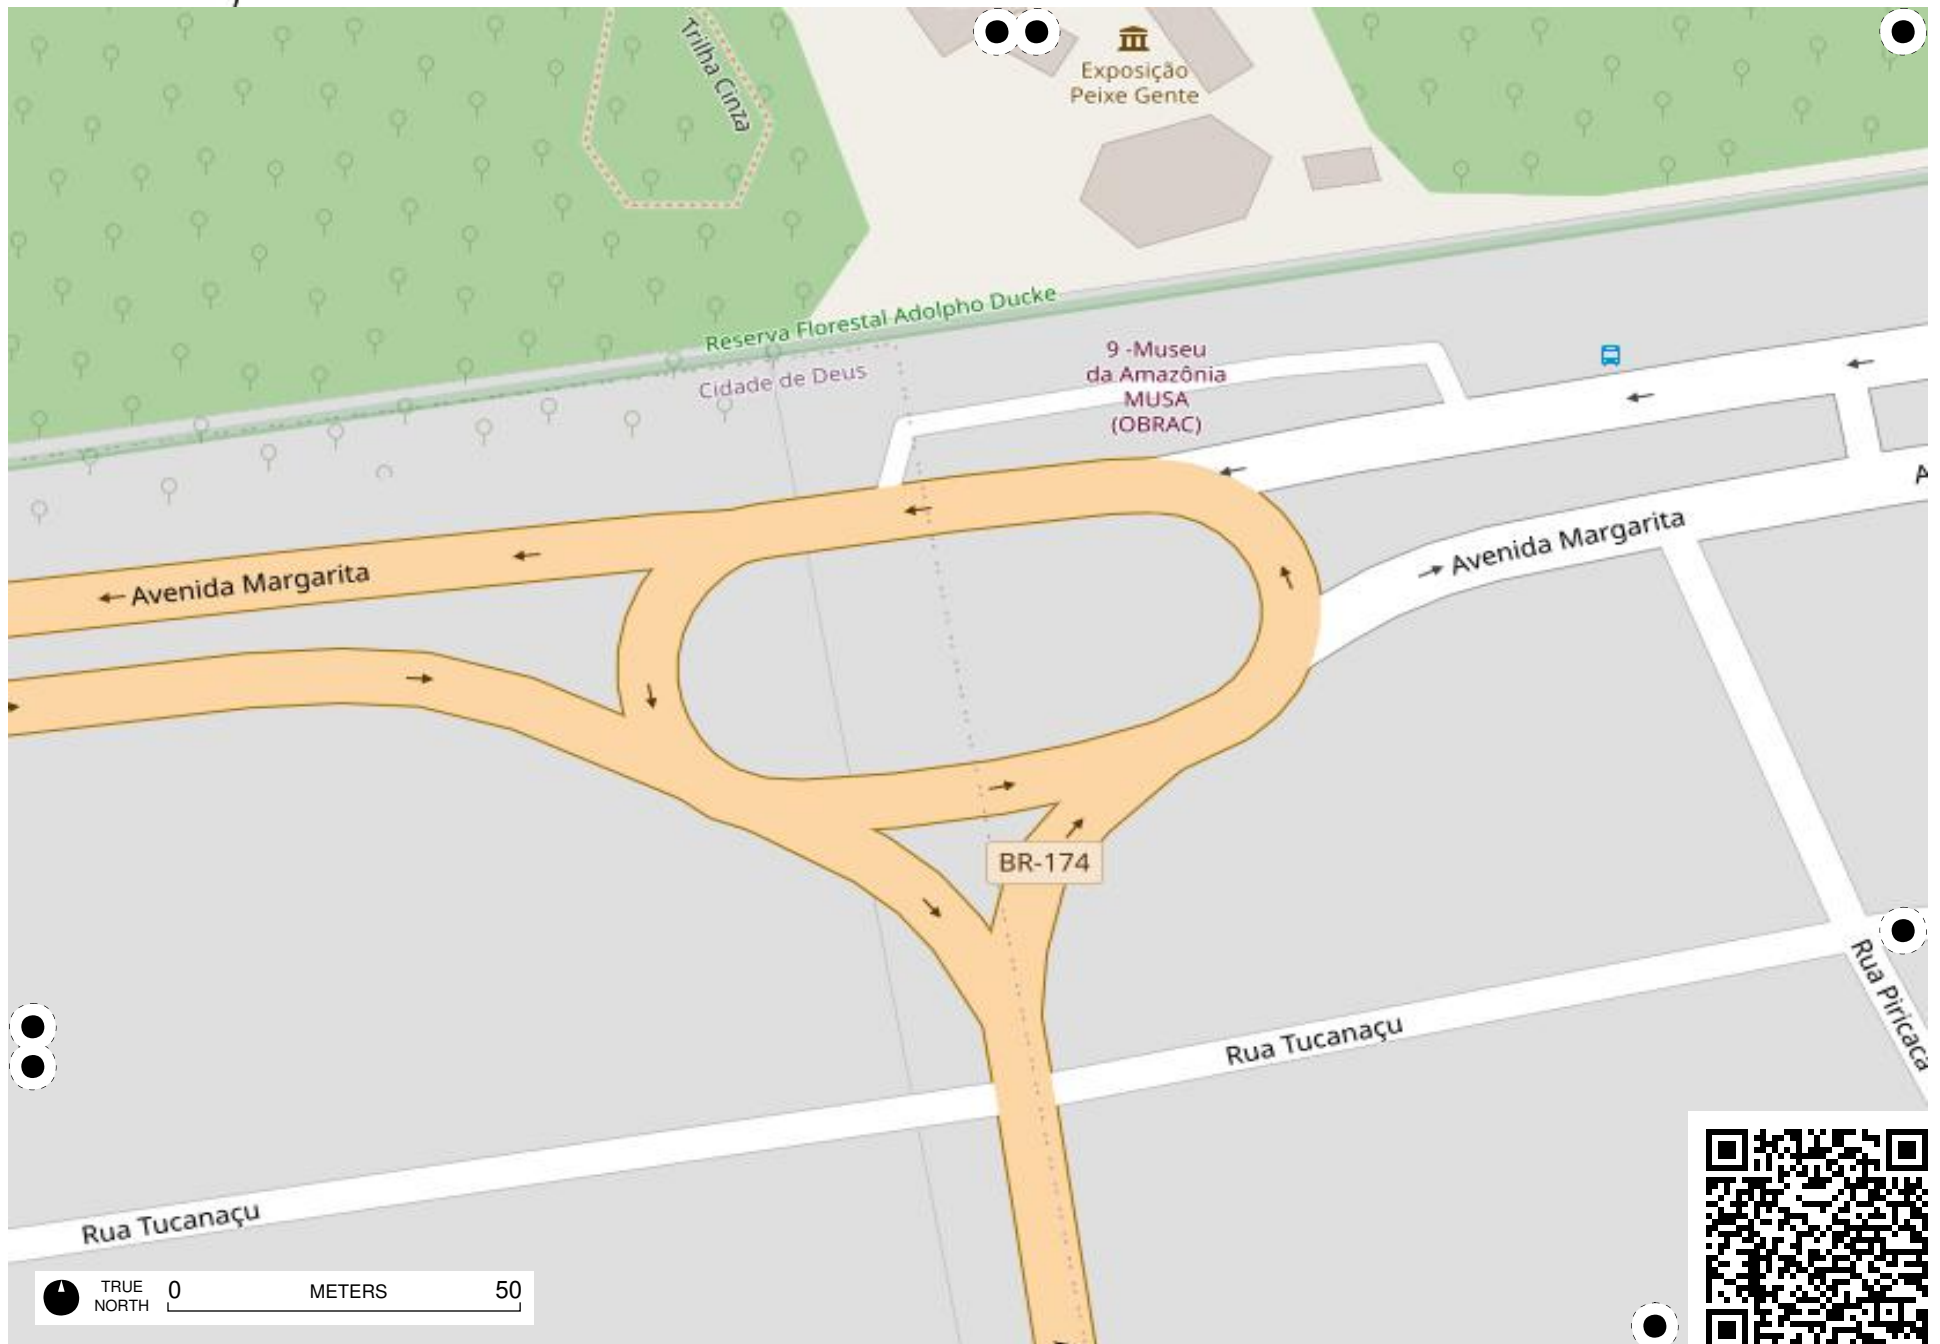 Trilha Cinza
Exposição
Peixe Gente
Reserva Florestal Adolpho Ducke
Cidade de Deus
9 -Museu
da Amazônia
MUSA
(OBRAC)
Avenida Margarita
Avenida Margarita
A
BR-174
Rua Piricaca
Rua Tucanaçu
Rua Tucanaçu
TRUE
NORTH
0 METERS 50